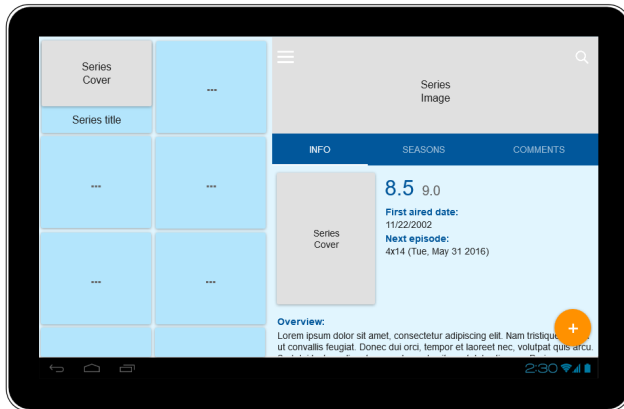 Series
Cover
Series title
...
...
...
...
...
Series
Image
INFO
SEASONS
COMMENTS
Series
Cover
8.5 9.0
First aired date:
11/22/2002
Next episode:
4x14 (Tue, May 31 2016)
Overview:
Lorem ipsum dolor sit amet, consectetur adipiscing elit. Nam tristique
ut convallis feugiat. Donec dui orci, tempor et laoreet nec, volutpat quis arcu.
+
2:30